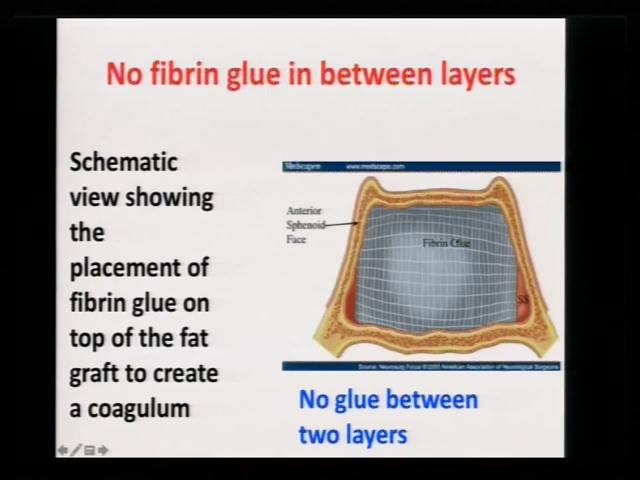 No fibrin glue in between layers
Schematic
view showing
the
placement of
fibrin glue on
top of the fat
graft to create
a coagulum
Medscape® www.medscape.com
Anterior
Sphenoid
Face
Fibrin Glue
SS
Source: Neurosurg Focus ©2005 American Association of Neurological Surgeons
No glue between
two layers